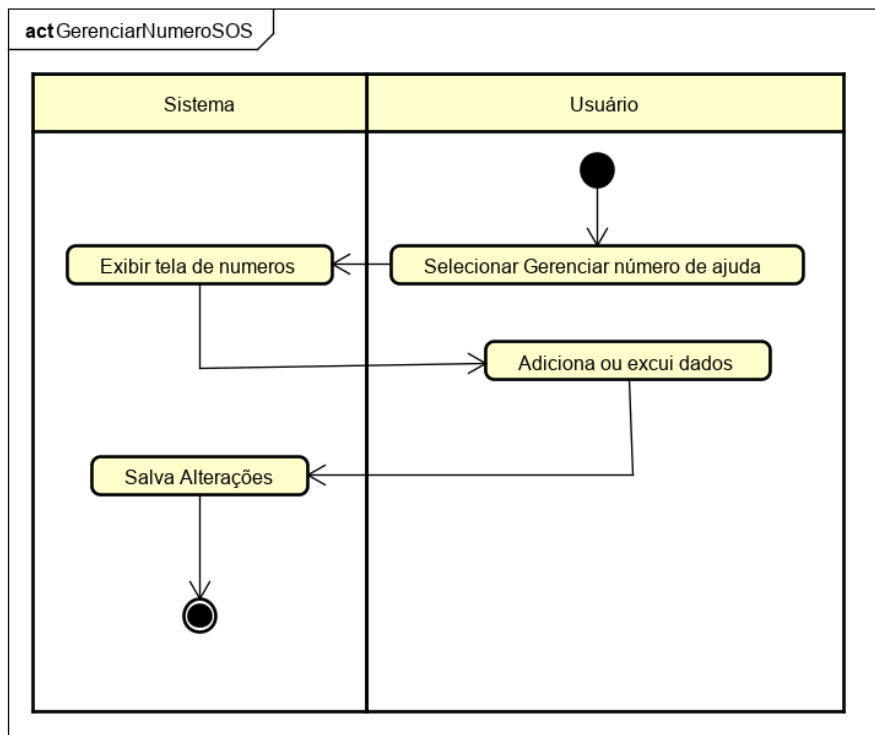 act GerenciarNumeroSOS
Sistema
Usuário
Exibir tela de numeros
Selecionar Gerenciar número de ajuda
Adiciona ou excui dados
Salva Alterações